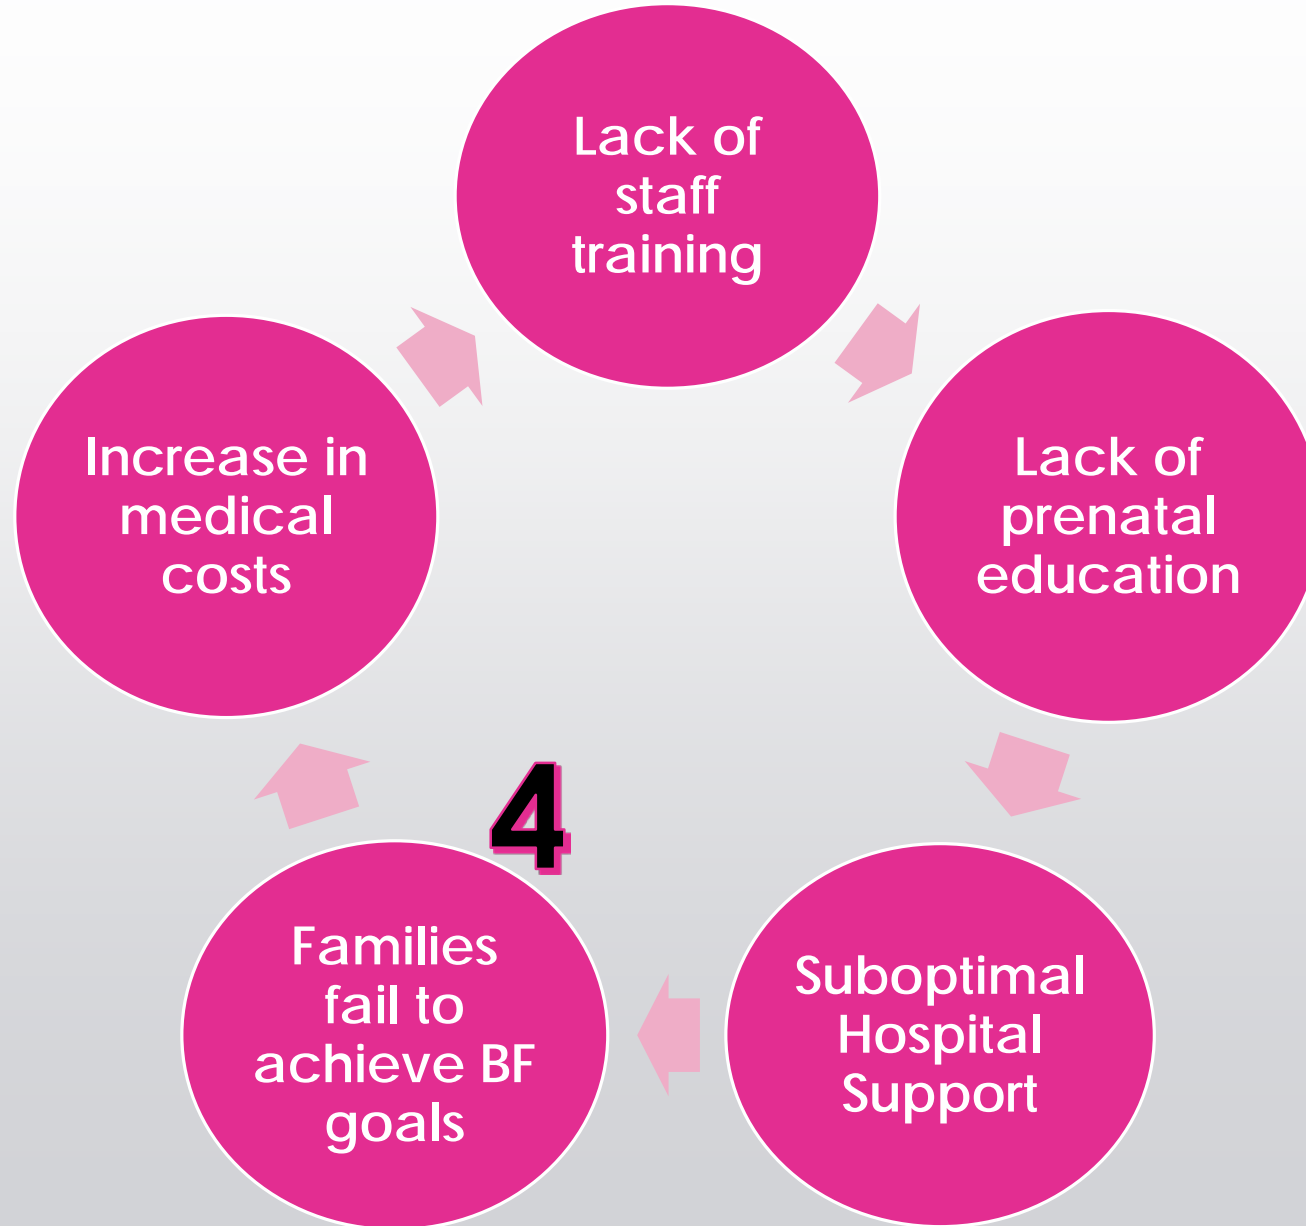 Lack of
staff
training
Lack of
prenatal
education
Suboptimal
Hospital
Support
4
Families
fail to
achieve BF
goals
Increase in
medical
costs